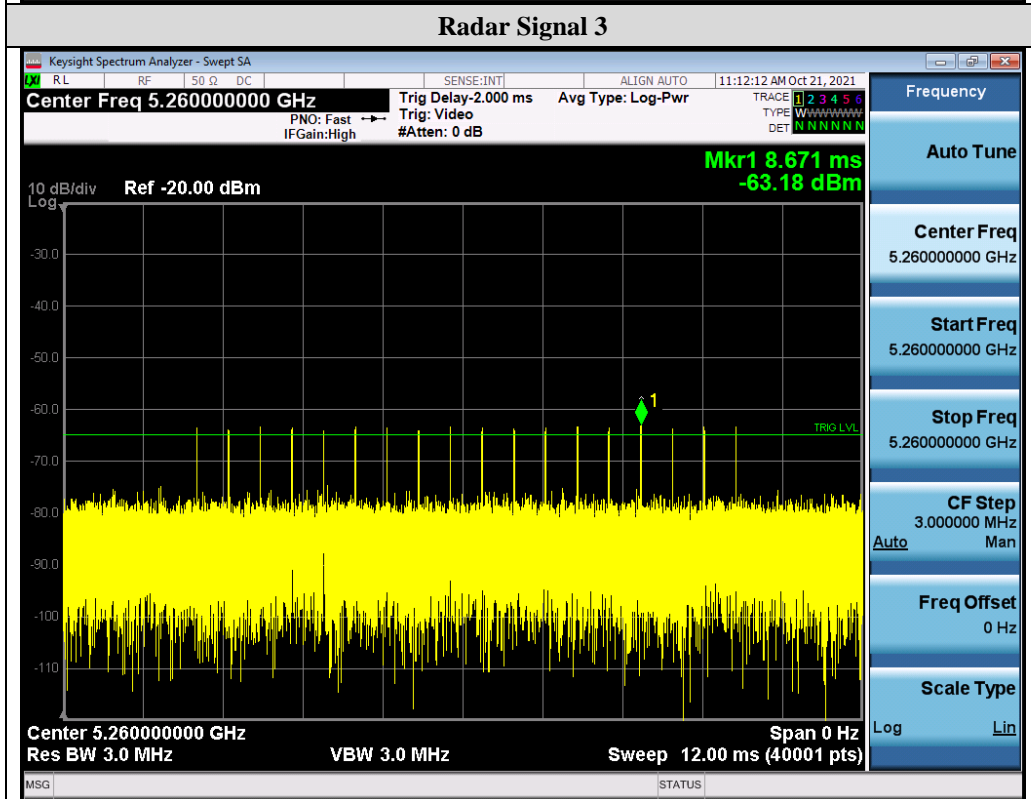 Radar Signal 3
Keysight Spectrum Analyzer - Swept SA
LXI RL RF 50 Ω DC SENSE:INT ALIGN AUTO 11:12:12 AM Oct 21, 2021
Center Freq 5.260000000 GHz
PNO: Fast
IFGain:High
Trig Delay-2.000 ms
Trig: Video
#Atten: 0 dB
Avg Type: Log-Pwr
TRACE 1 2 3 4 5 6
TYPE WWWWWW
DET N N N N N N
Mkr1 8.671 ms
-63.18 dBm
10 dB/div Ref -20.00 dBm
Log
-30.0
-40.0
-50.0
-60.0
-70.0
-80.0
-90.0
-100
-110
1
TRIG LVL
Center 5.260000000 GHz Span 0 Hz
Res BW 3.0 MHz VBW 3.0 MHz Sweep 12.00 ms (40001 pts)
MSG STATUS
Frequency
Auto Tune
Center Freq
5.260000000 GHz
Start Freq
5.260000000 GHz
Stop Freq
5.260000000 GHz
CF Step
3.000000 MHz
Auto Man
Freq Offset
0 Hz
Scale Type
Log Lin